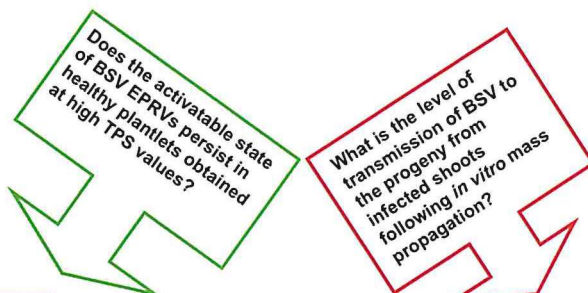 Does the activatable state
of BSV EPRVs persist in
healthy plantlets obtained
at high TPS values?
What is the level of
transmission of BSV to
the progeny from
infected shoots
following in vitro mass
propagation?